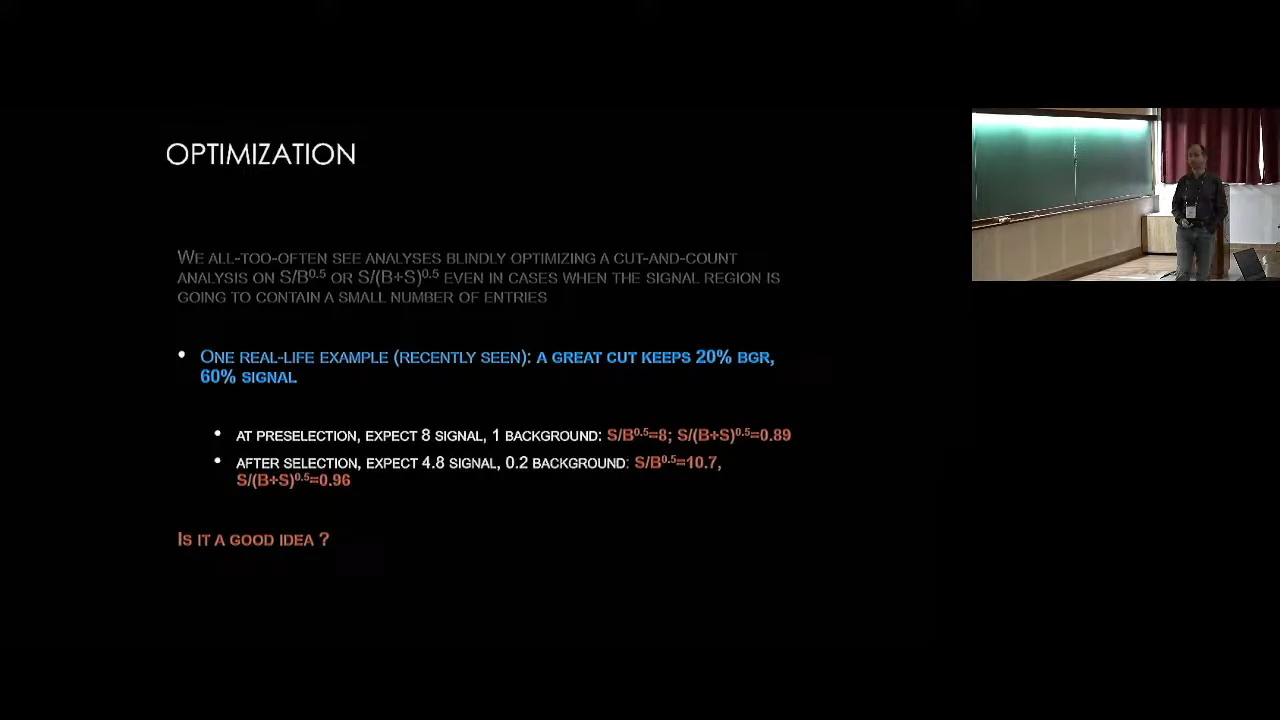 OPTIMIZATION
WE ALL-TOO-OFTEN SEE ANALYSES BLINDLY OPTIMIZING A CUT-AND-COUNT
ANALYSIS ON S/B^0.5 OR S/(B+S)^0.5 EVEN IN CASES WHEN THE SIGNAL REGION IS
GOING TO CONTAIN A SMALL NUMBER OF ENTRIES
• ONE REAL-LIFE EXAMPLE (RECENTLY SEEN): A GREAT CUT KEEPS 20% BGR,
60% SIGNAL
• AT PRESELECTION, EXPECT 8 SIGNAL, 1 BACKGROUND: S/B^0.5=8; S/(B+S)^0.5=0.89
• AFTER SELECTION, EXPECT 4.8 SIGNAL, 0.2 BACKGROUND: S/B^0.5=10.7,
S/(B+S)^0.5=0.96
IS IT A GOOD IDEA ?